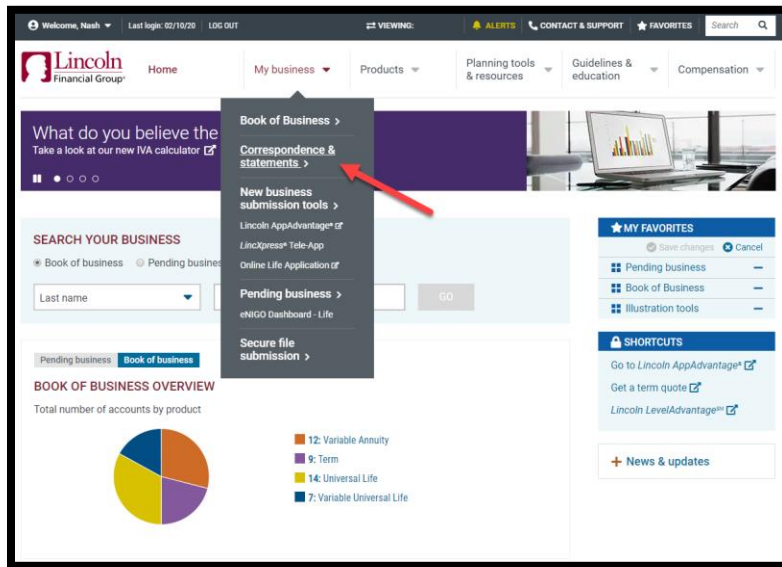 Welcome, Nash
Last login: 02/10/20
LOG OUT
VIEWING:
ALERTS
CONTACT & SUPPORT
FAVORITES
Search
Lincoln
Financial Group®
Home
My business
Products
Planning tools
& resources
Guidelines &
education
Compensation
What do you believe the
Take a look at our new IVA calculator
Book of Business >
Correspondence &
statements >
New business
submission tools >
Lincoln AppAdvantage®
LincXpress® Tele-App
Online Life Application
Pending business >
eNIGO Dashboard - Life
Secure file
submission >
SEARCH YOUR BUSINESS
Book of business
Pending busines
Last name
GO
MY FAVORITES
Save changes
Cancel
Pending business
Book of Business
Illustration tools
SHORTCUTS
Go to Lincoln AppAdvantage®
Get a term quote
Lincoln LevelAdvantage℠
+ News & updates
Pending business
Book of business
BOOK OF BUSINESS OVERVIEW
Total number of accounts by product
12: Variable Annuity
9: Term
14: Universal Life
7: Variable Universal Life